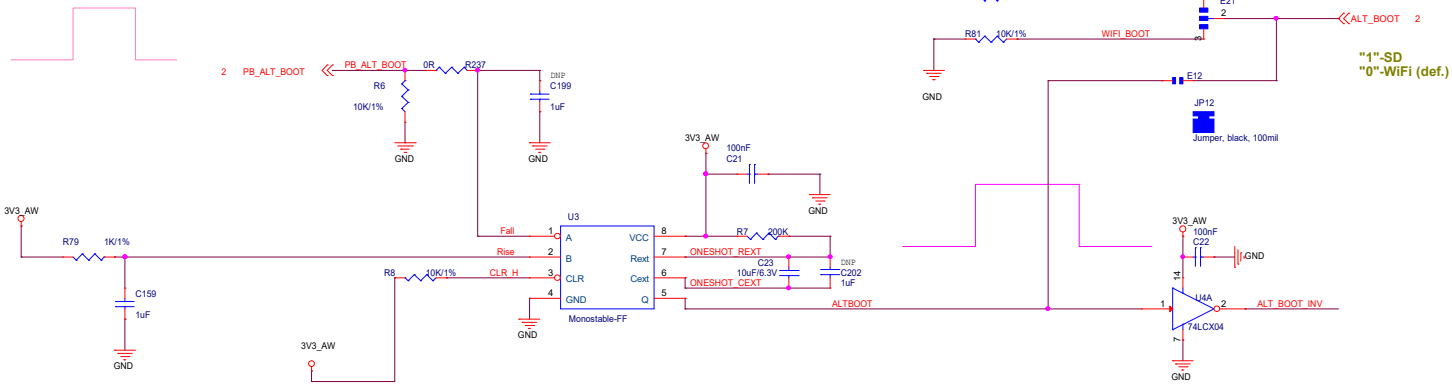 E21
2
3
ALT_BOOT 2
R81 10K/1% WIFI_BOOT
GND
"1"-SD
"0"-WiFi (def.)
E12
JP12
Jumper, black, 100mil
2 PB_ALT_BOOT PB_ALT_BOOT 0R R237
R6
10K/1%
GND
DNP
C199
1uF
GND
3V3_AW
100nF
C21
GND
3V3_AW
R79 1K/1%
C159
1uF
GND
Fall
Rise
R8 10K/1% CLR_H
3V3_AW
U3
1 A VCC 8
2 B Rext 7
3 CLR Cext 6
4 GND Q 5
Monostable-FF
GND
R7 200K
ONESHOT_REXT
C23
10uF/6.3V
DNP
C202
1uF
ONESHOT_CEXT
ALTBOOT
3V3_AW
100nF
C22
GND
14
1 U4A 2 ALT_BOOT_INV
74LCX04
7
GND